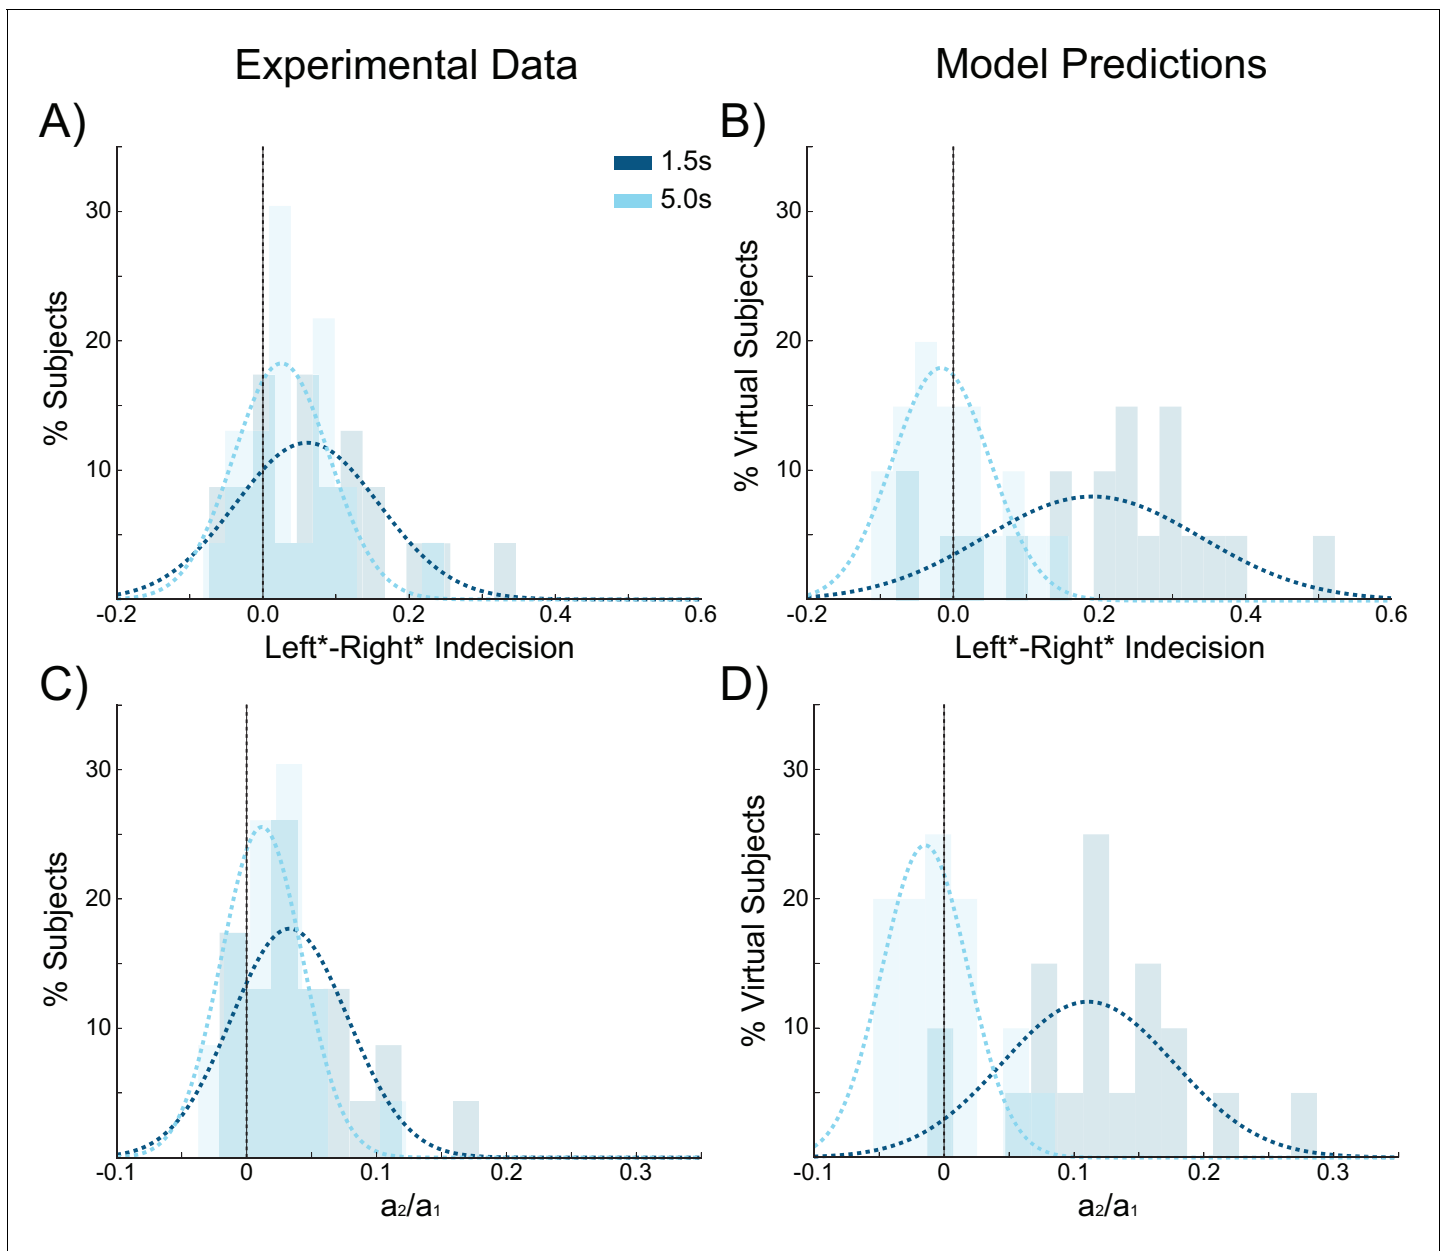 Experimental Data
Model Predictions
A)
B)
1.5s
5.0s
% Subjects
30
20
10
-0.2
0.0
0.2
0.4
0.6
Left*-Right* Indecision
% Virtual Subjects
30
20
10
-0.2
0.0
0.2
0.4
0.6
Left*-Right* Indecision
C)
D)
% Subjects
30
20
10
-0.1
0
0.1
0.2
0.3
a₂/a₁
% Virtual Subjects
30
20
10
-0.1
0
0.1
0.2
0.3
a₂/a₁